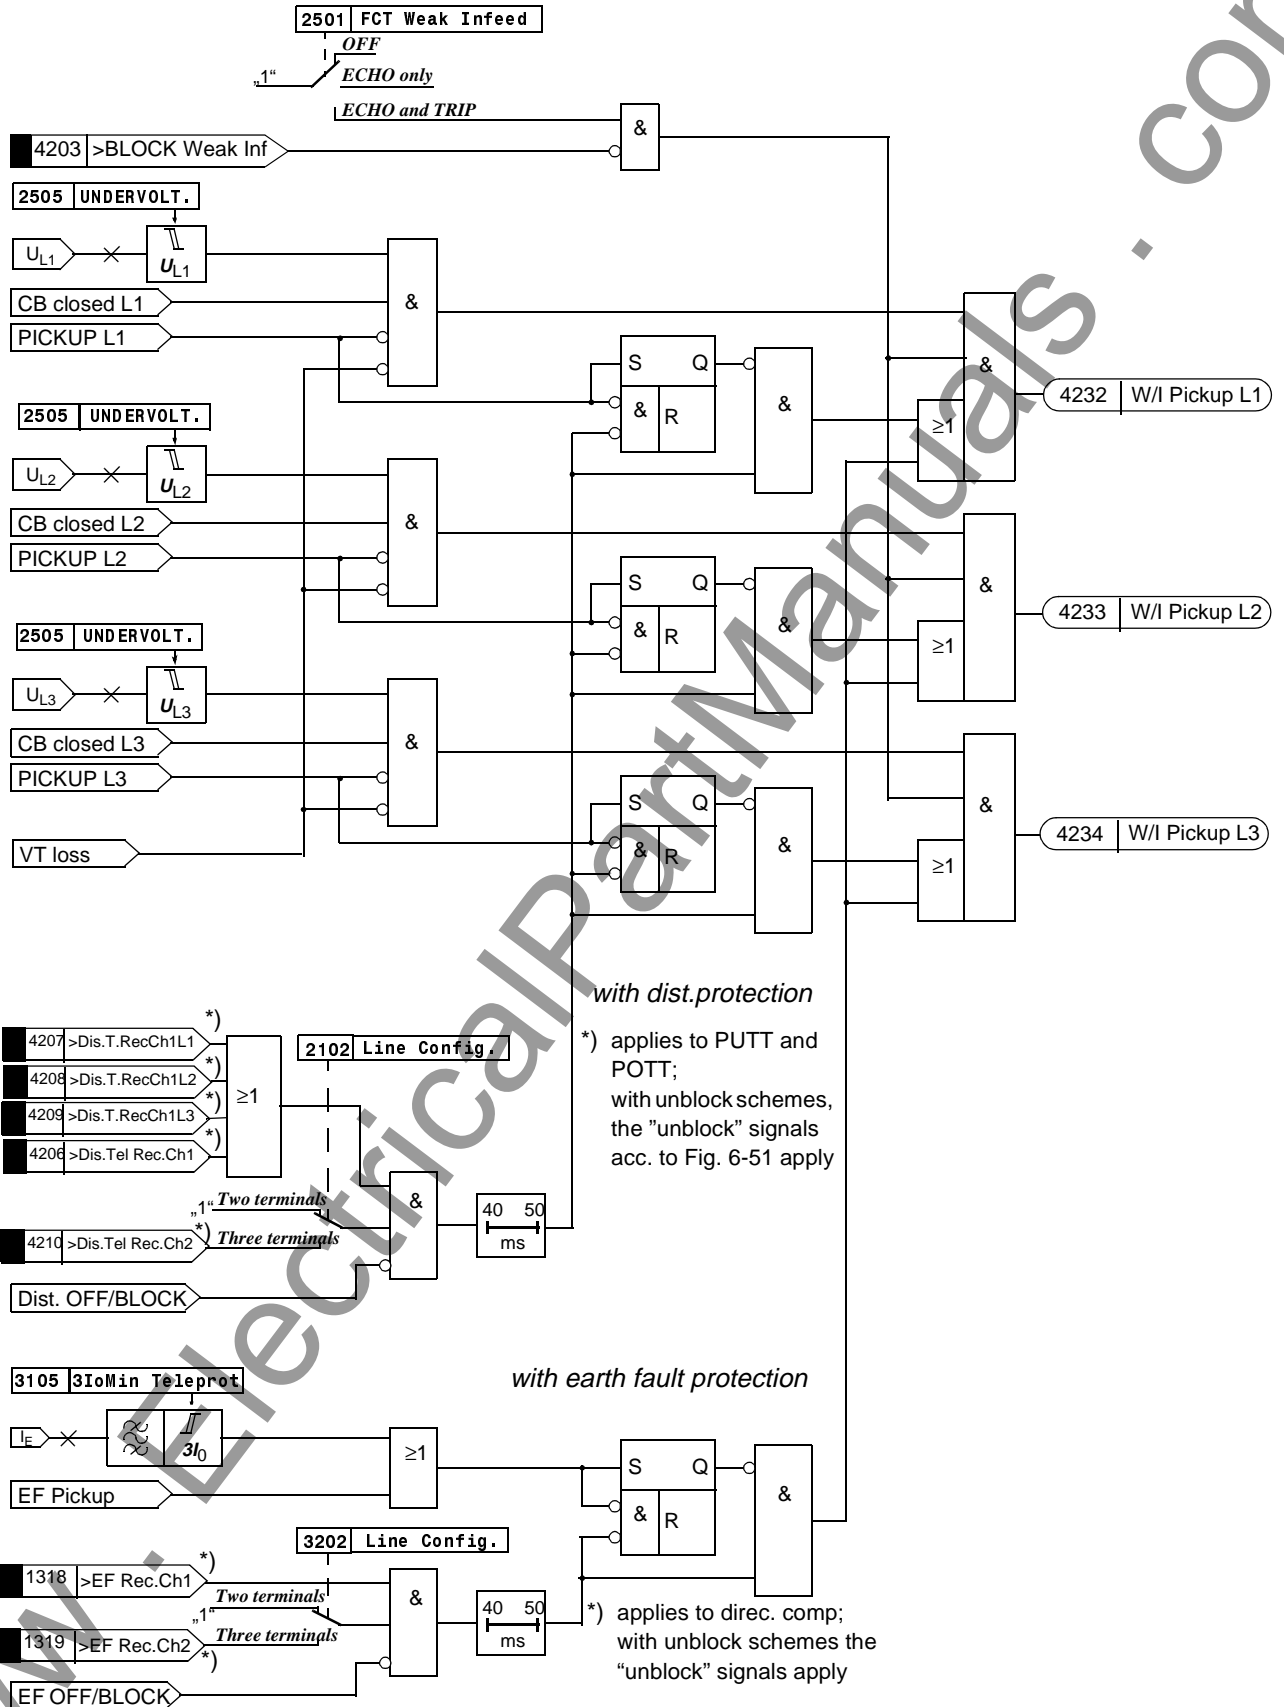 2501 FCT Weak Infeed
OFF
„1“ ECHO only
ECHO and TRIP
&
4203 >BLOCK Weak Inf
2505 UNDERVOLT.
UL1
UL1
CB closed L1
&
PICKUP L1
S Q
& R
&
&
≥1
4232 W/I Pickup L1
2505 UNDERVOLT.
UL2
UL2
CB closed L2
&
PICKUP L2
S Q
& R
&
&
≥1
4233 W/I Pickup L2
2505 UNDERVOLT.
UL3
UL3
CB closed L3
&
PICKUP L3
S Q
& R
&
&
≥1
4234 W/I Pickup L3
VT loss
with dist.protection
*) applies to PUTT and
POTT;
with unblock schemes,
the ”unblock” signals
acc. to Fig. 6-51 apply
*)
4207 >Dis.T.RecCh1L1
*)
4208 >Dis.T.RecCh1L2
*)
4209 >Dis.T.RecCh1L3
*)
4206 >Dis.Tel Rec.Ch1
≥1
2102 Line Config.
„1“ Two terminals
*)
4210 >Dis.Tel Rec.Ch2
Three terminals
&
40 50
ms
Dist. OFF/BLOCK
with earth fault protection
3105 3IoMin Teleprot
IE
3I0
≥1
EF Pickup
S Q
& R
&
3202 Line Config.
*)
1318 >EF Rec.Ch1
Two terminals
„1“
1319 >EF Rec.Ch2
*)
Three terminals
&
40 50
ms
EF OFF/BLOCK
*) applies to direc. comp;
with unblock schemes the
“unblock” signals apply
w . ElectricalPartManuals . com